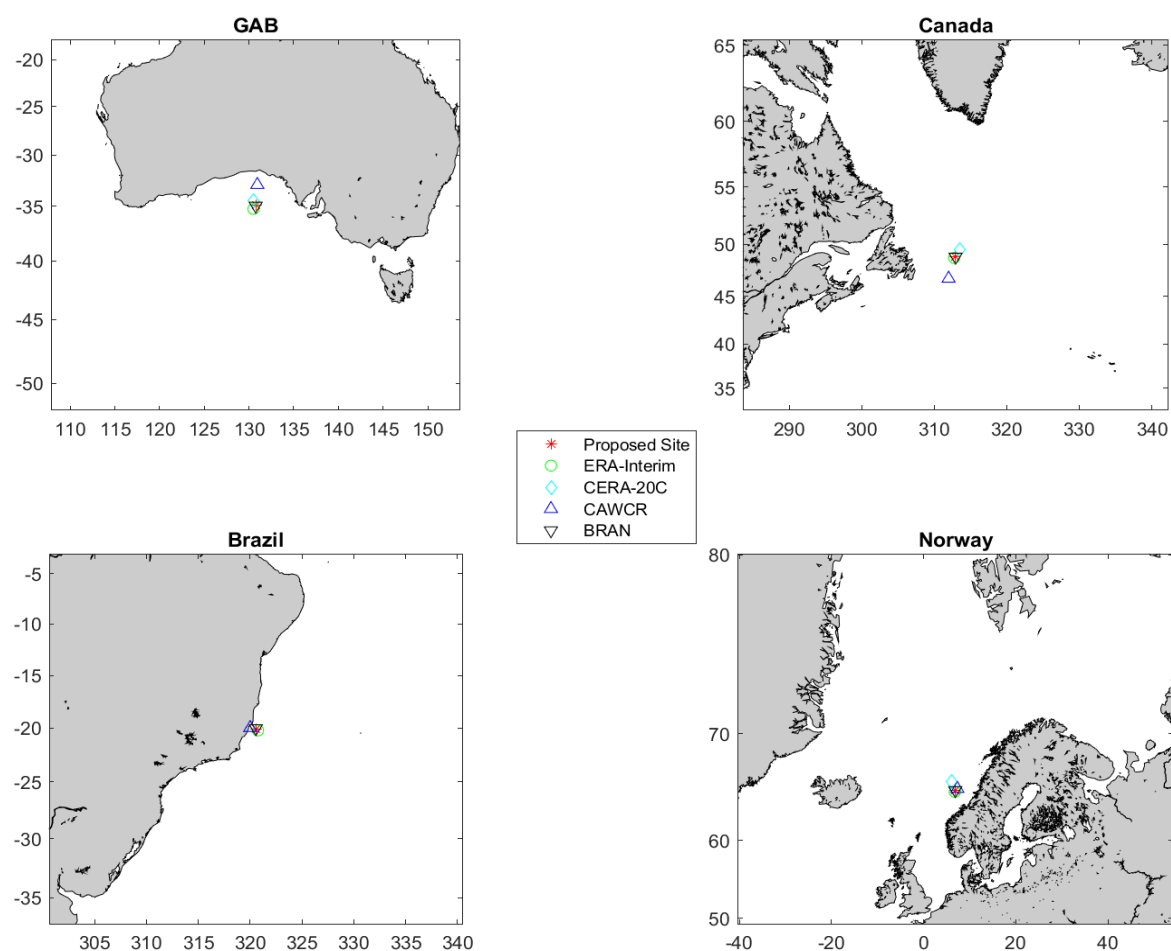 GAB
-20
-25
-30
-35
-40
-45
-50
110 115 120 125 130 135 140 145 150
Canada
65
60
55
50
45
40
35
290 300 310 320 330 340
Proposed Site
ERA-Interim
CERA-20C
CAWCR
BRAN
Brazil
-5
-10
-15
-20
-25
-30
-35
305 310 315 320 325 330 335 340
Norway
80
70
60
50
-40 -20 0 20 40